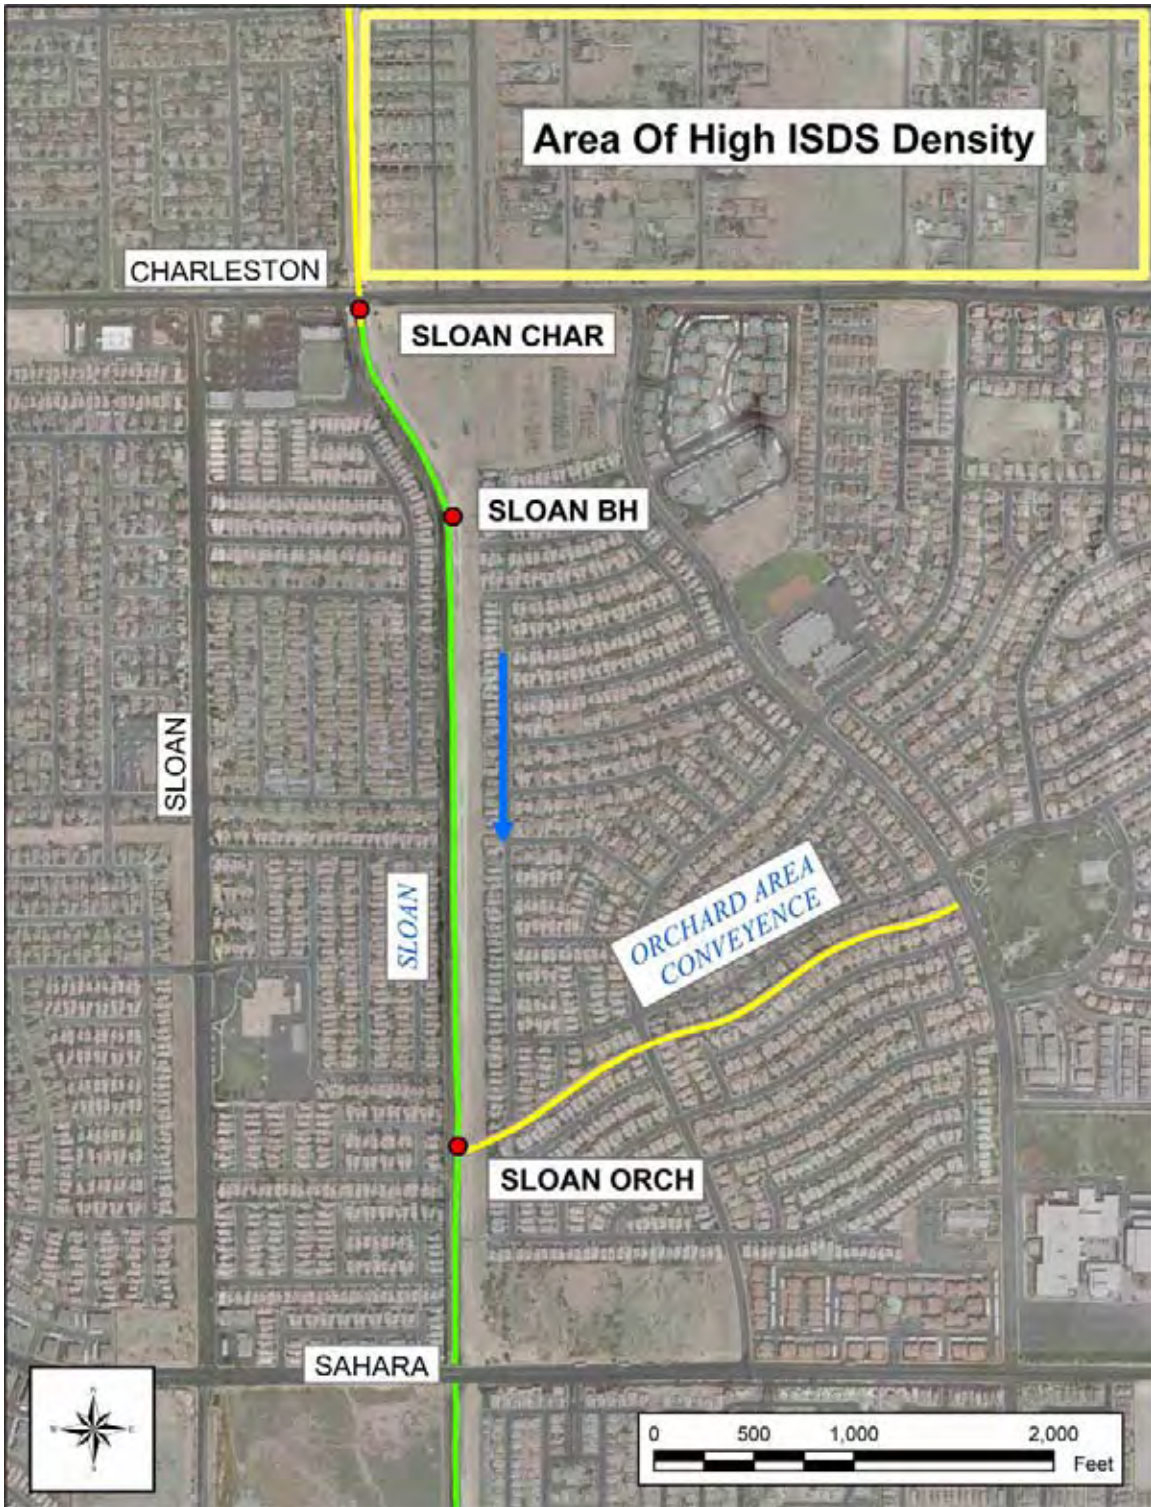 Area Of High ISDS Density
CHARLESTON
SLOAN CHAR
SLOAN BH
SLOAN
SLOAN
ORCHARD AREA
CONVEYENCE
SLOAN ORCH
SAHARA
N
W
E
S
0 500 1,000 2,000
Feet